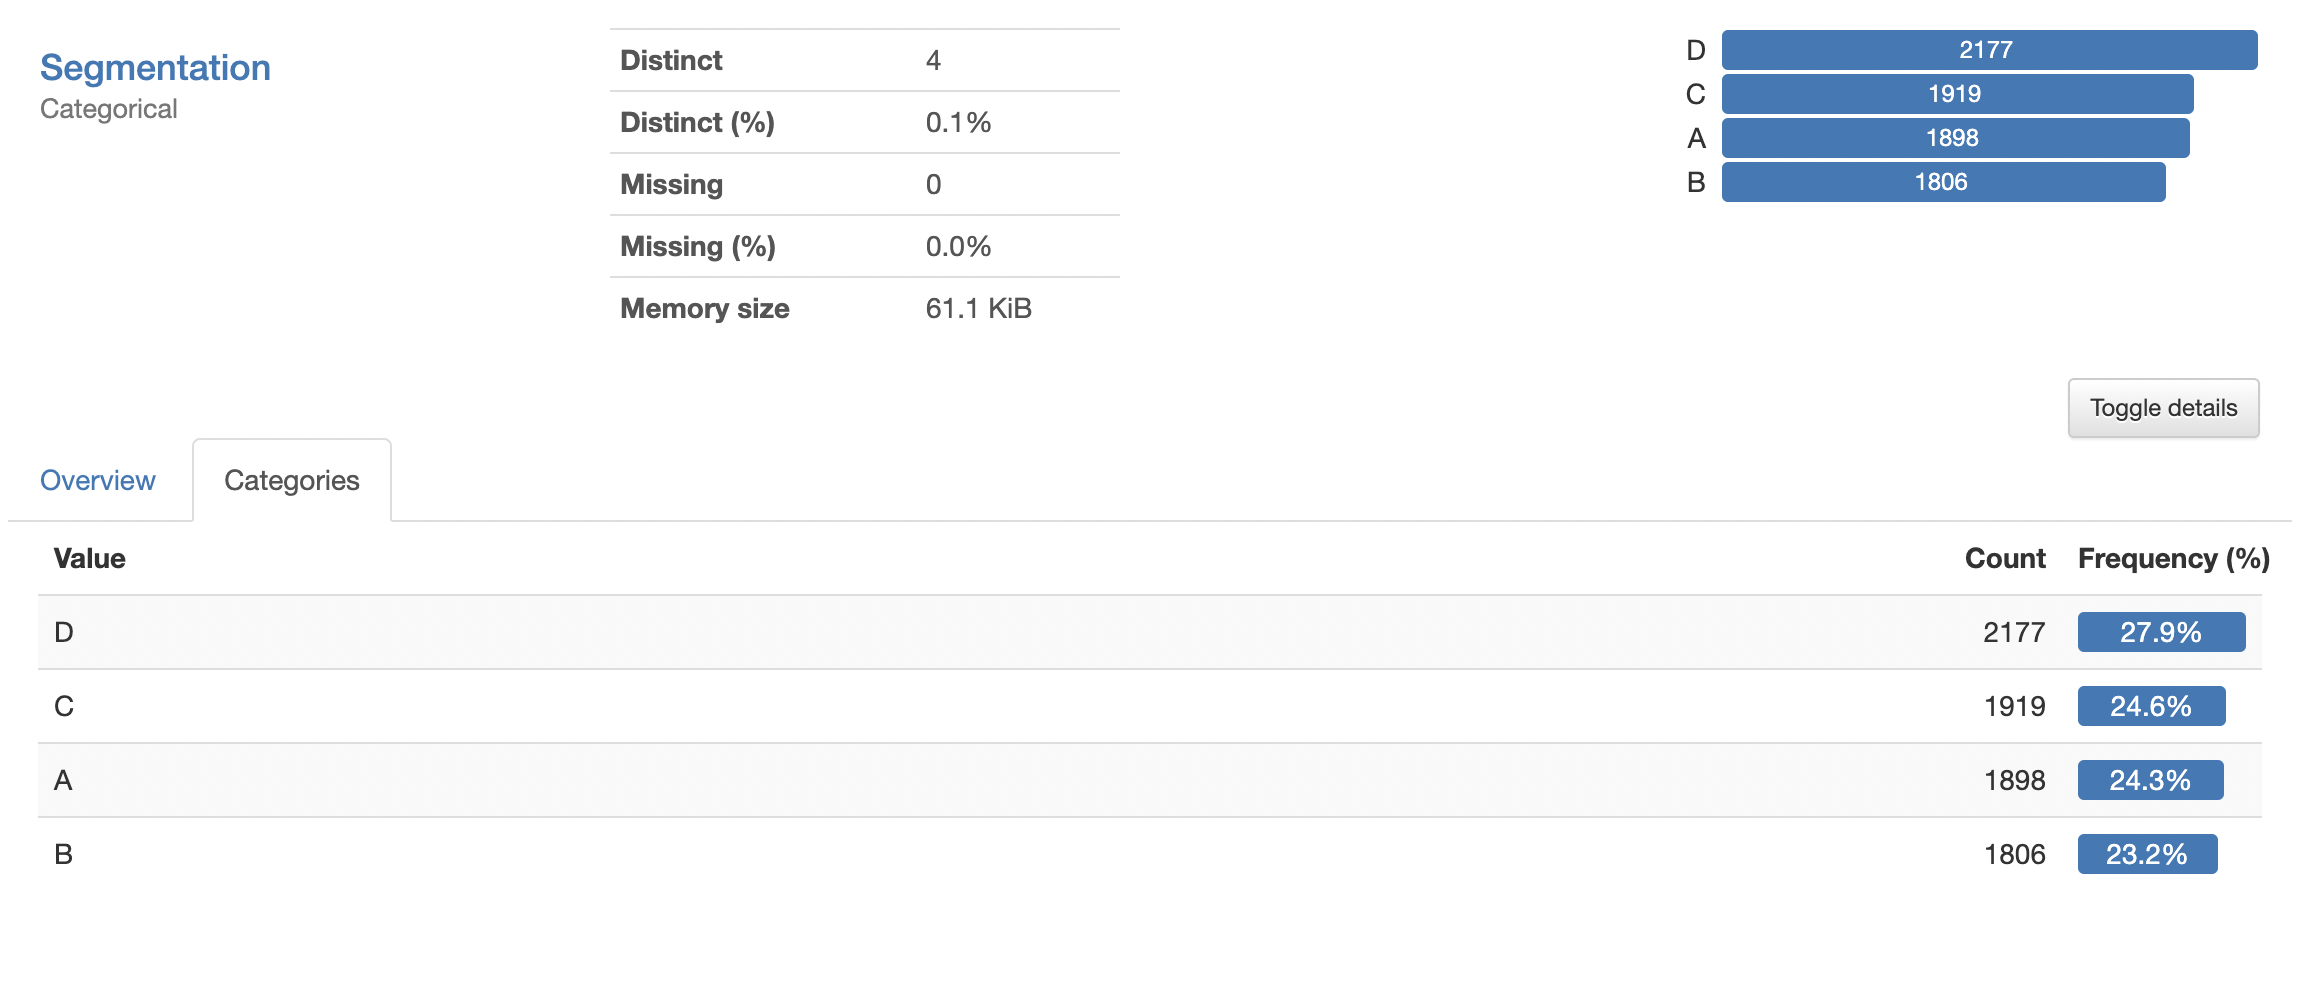 Segmentation
Categorical
Distinct 4
Distinct (%) 0.1%
Missing 0
Missing (%) 0.0%
Memory size 61.1 KiB
D 2177
C 1919
A 1898
B 1806
Toggle details
Overview Categories
Value Count Frequency (%)
D 2177 27.9%
C 1919 24.6%
A 1898 24.3%
B 1806 23.2%